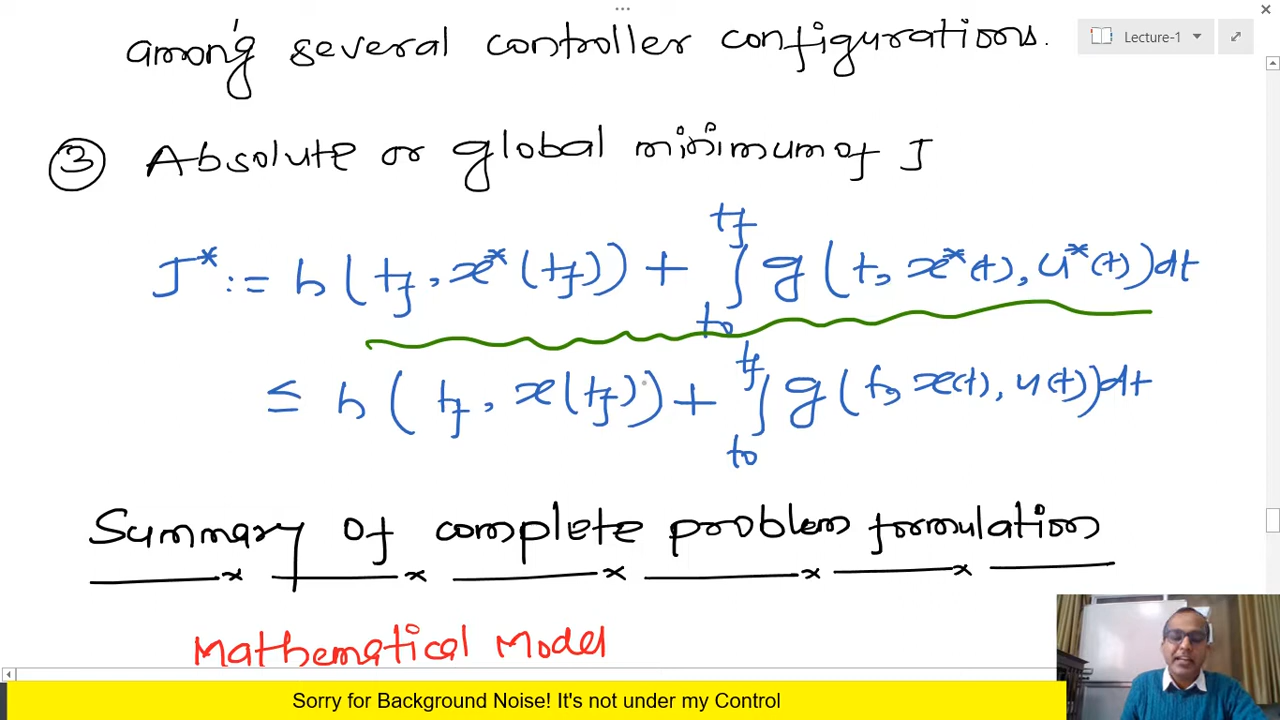 among several controller configurations.
Lecture-1
③ Absolute or global minimum of J
J* := h(tf, x*(tf)) + ∫_{t0}^{tf} g(t, x*(t), u*(t))dt
≤ h(tf, x(tf)) + ∫_{t0}^{tf} g(t, x(t), u(t))dt
Summary of complete problem formulation
Mathematical Model
Sorry for Background Noise! It's not under my Control